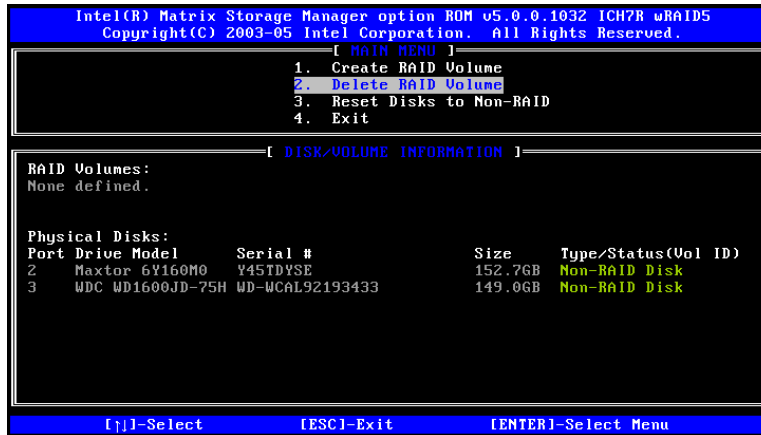 Intel(R) Matrix Storage Manager option ROM v5.0.0.1032 ICH7R wRAID5
Copyright(C) 2003-05 Intel Corporation.  All Rights Reserved.
[ MAIN MENU ]
1. Create RAID Volume
2. Delete RAID Volume
3. Reset Disks to Non-RAID
4. Exit
[ DISK/VOLUME INFORMATION ]
RAID Volumes:
None defined.
Physical Disks:
Port Drive Model Serial # Size Type/Status(Vol ID)
2 Maxtor 6Y160M0 Y45TDYSE 152.7GB Non-RAID Disk
3 WDC WD1600JD-75H WD-WCAL92193433 149.0GB Non-RAID Disk
[↑↓]-Select [ESC]-Exit [ENTER]-Select Menu